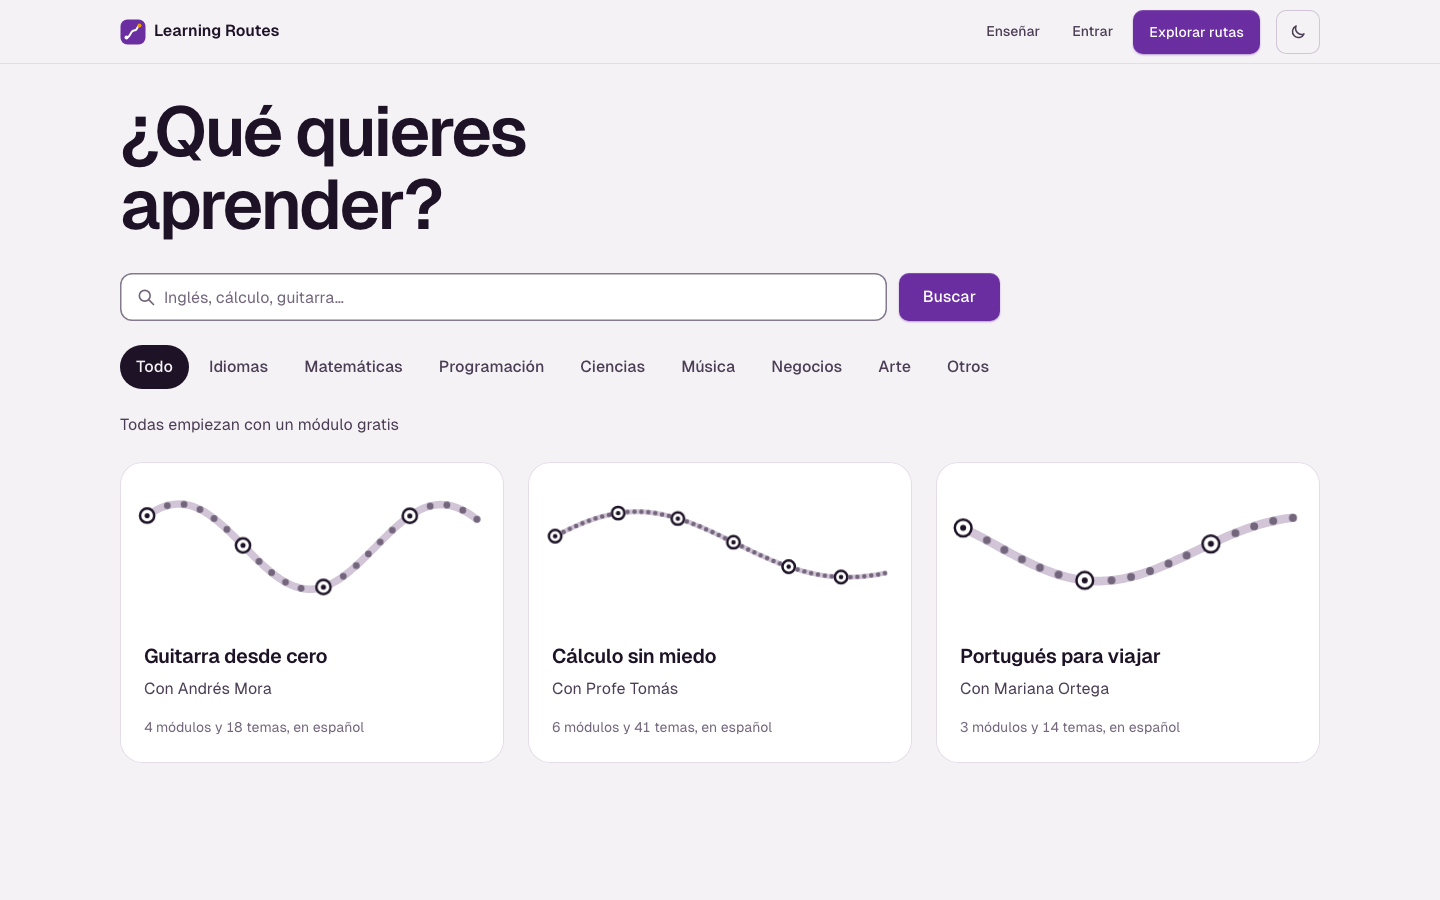 Learning Routes
Enseñar
Entrar
Explorar rutas
¿Qué quieres
aprender?
Inglés, cálculo, guitarra...
Buscar
Todo
Idiomas
Matemáticas
Programación
Ciencias
Música
Negocios
Arte
Otros
Todas empiezan con un módulo gratis
Guitarra desde cero
Con Andrés Mora
4 módulos y 18 temas, en español
Cálculo sin miedo
Con Profe Tomás
6 módulos y 41 temas, en español
Portugués para viajar
Con Mariana Ortega
3 módulos y 14 temas, en español